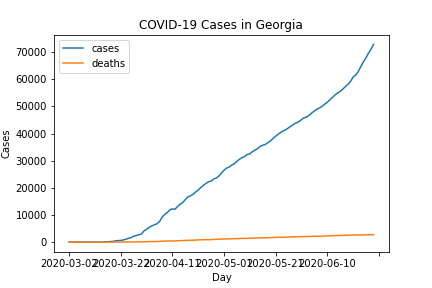 COVID-19 Cases in Georgia
cases
deaths
70000
60000
50000
40000
30000
20000
10000
0
Cases
2020-03-02 2020-03-22 2020-04-11 2020-05-01 2020-05-21 2020-06-10
Day